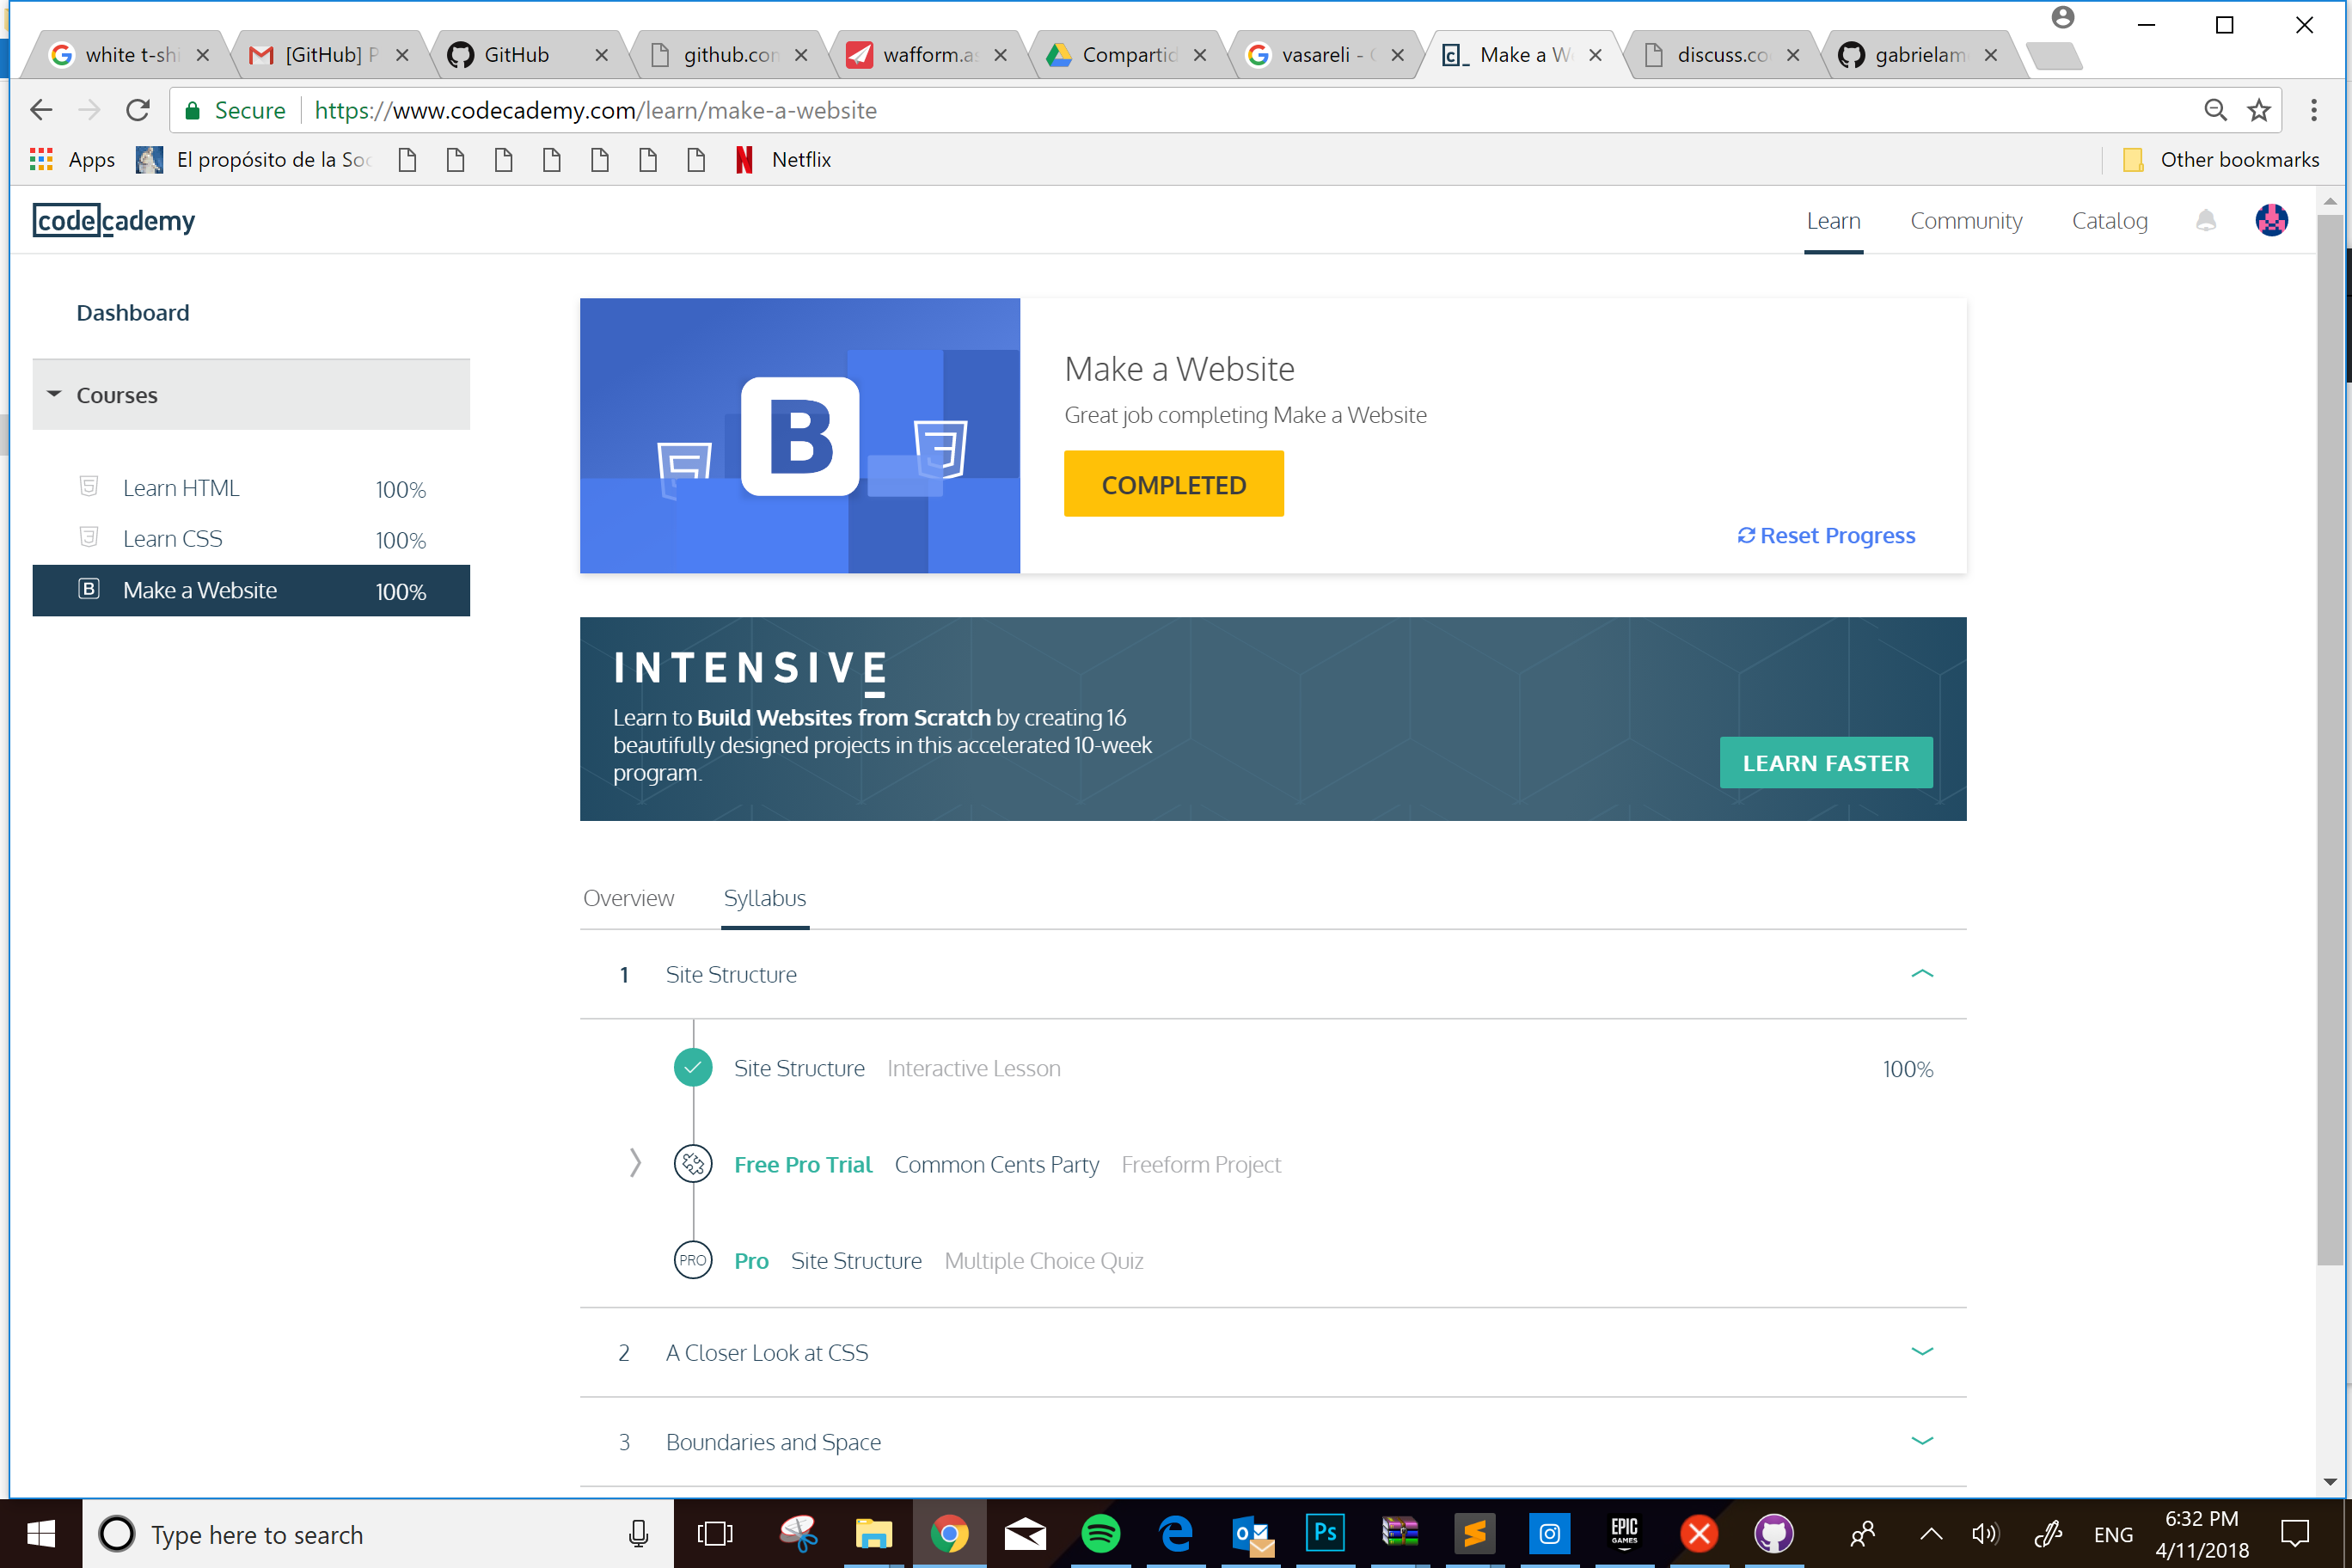 white t-shi
[GitHub] P
GitHub
github.con
wafform.as
Compartid
vasareli -
Make a W
discuss.co
gabrielam
Secure
https://www.codecademy.com/learn/make-a-website
Apps
El propósito de la Soc
Netflix
Other bookmarks
codecademy
Learn
Community
Catalog
Dashboard
Courses
Learn HTML 100%
Learn CSS 100%
Make a Website 100%
B
Make a Website
Great job completing Make a Website
COMPLETED
Reset Progress
INTENSIVE
Learn to Build Websites from Scratch by creating 16
beautifully designed projects in this accelerated 10-week
program.
LEARN FASTER
Overview Syllabus
1 Site Structure
Site Structure Interactive Lesson 100%
Free Pro Trial Common Cents Party Freeform Project
PRO Pro Site Structure Multiple Choice Quiz
2 A Closer Look at CSS
3 Boundaries and Space
Type here to search
Ps
EPIC
GAMES
ENG
6:32 PM
4/11/2018